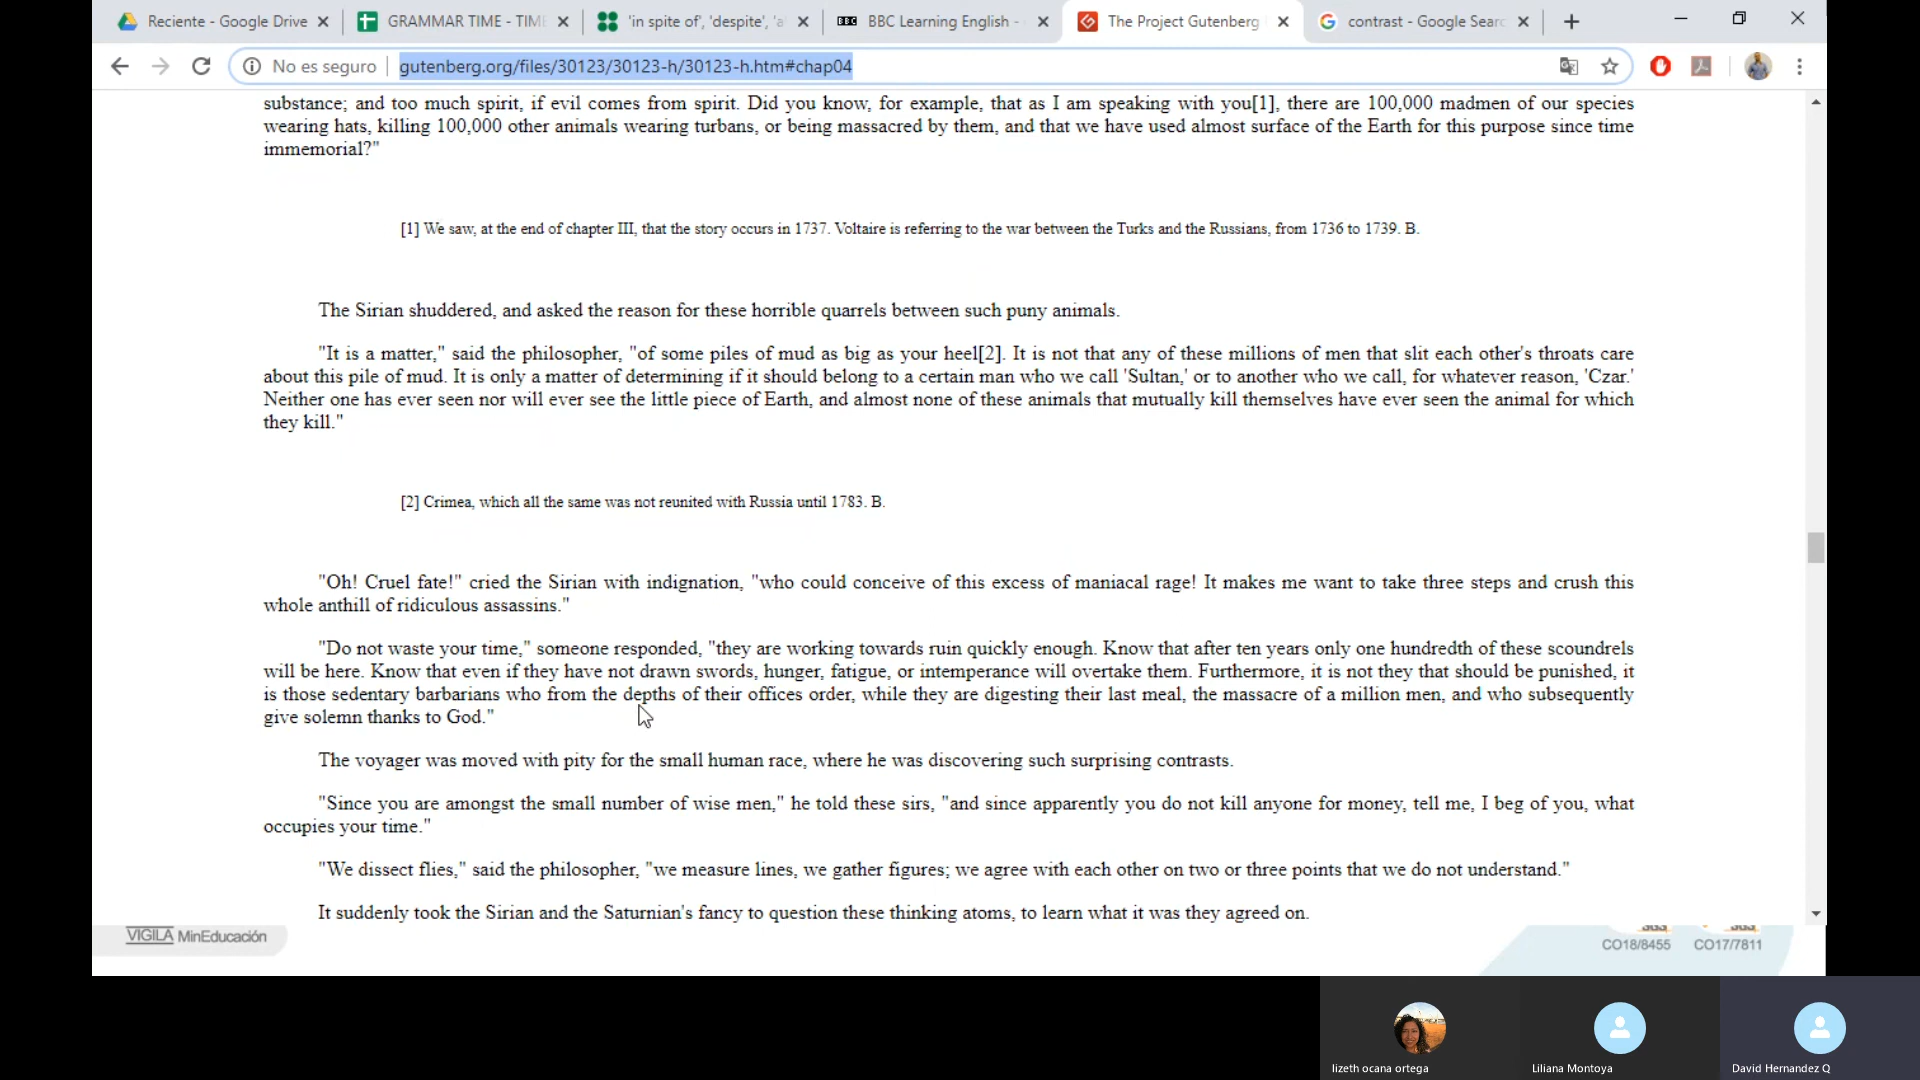 Reciente - Google Drive
GRAMMAR TIME - TIME
'in spite of', 'despite', 'a
BBC BBC Learning English -
The Project Gutenberg
contrast - Google Searc
No es seguro
gutenberg.org/files/30123/30123-h/30123-h.htm#chap04
substance; and too much spirit, if evil comes from spirit. Did you know, for example, that as I am speaking with you[1], there are 100,000 madmen of our species
wearing hats, killing 100,000 other animals wearing turbans, or being massacred by them, and that we have used almost surface of the Earth for this purpose since time
immemorial?"
[1] We saw, at the end of chapter III, that the story occurs in 1737. Voltaire is referring to the war between the Turks and the Russians, from 1736 to 1739. B.
The Sirian shuddered, and asked the reason for these horrible quarrels between such puny animals.
"It is a matter," said the philosopher, "of some piles of mud as big as your heel[2]. It is not that any of these millions of men that slit each other's throats care
about this pile of mud. It is only a matter of determining if it should belong to a certain man who we call 'Sultan,' or to another who we call, for whatever reason, 'Czar.'
Neither one has ever seen nor will ever see the little piece of Earth, and almost none of these animals that mutually kill themselves have ever seen the animal for which
they kill."
[2] Crimea, which all the same was not reunited with Russia until 1783. B.
"Oh! Cruel fate!" cried the Sirian with indignation, "who could conceive of this excess of maniacal rage! It makes me want to take three steps and crush this
whole anthill of ridiculous assassins."
"Do not waste your time," someone responded, "they are working towards ruin quickly enough. Know that after ten years only one hundredth of these scoundrels
will be here. Know that even if they have not drawn swords, hunger, fatigue, or intemperance will overtake them. Furthermore, it is not they that should be punished, it
is those sedentary barbarians who from the depths of their offices order, while they are digesting their last meal, the massacre of a million men, and who subsequently
give solemn thanks to God."
The voyager was moved with pity for the small human race, where he was discovering such surprising contrasts.
"Since you are amongst the small number of wise men," he told these sirs, "and since apparently you do not kill anyone for money, tell me, I beg of you, what
occupies your time."
"We dissect flies," said the philosopher, "we measure lines, we gather figures; we agree with each other on two or three points that we do not understand."
It suddenly took the Sirian and the Saturnian's fancy to question these thinking atoms, to learn what it was they agreed on.
VIGILA MinEducación
SGS SGS
CO18/8455 CO17/7811
lizeth ocana ortega
Liliana Montoya
David Hernandez Q